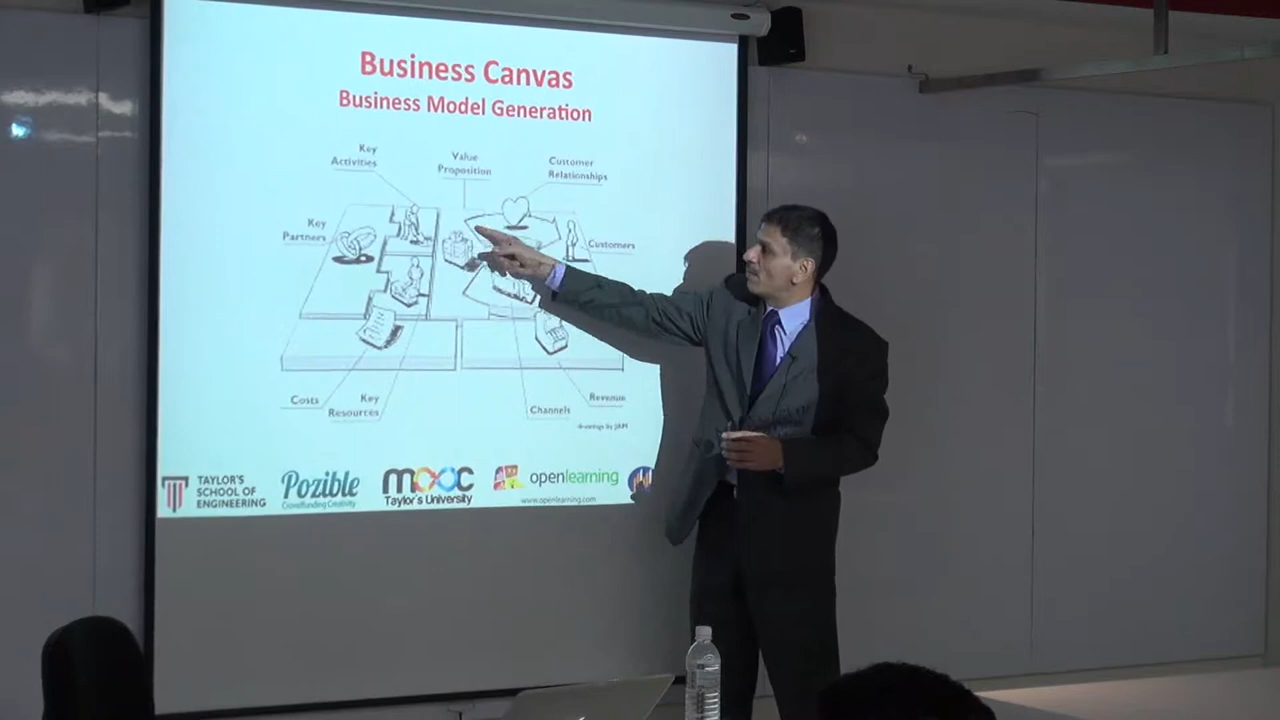 Business Canvas
Business Model Generation
Key
Activities
Value
Proposition
Customer
Relationships
Key
Partners
Customers
Costs
Key
Resources
Channels
Revenue
drawings by JAM
TAYLOR'S
SCHOOL OF
ENGINEERING
Pozible
Crowdfunding Creativity
mooc
Taylor's University
openlearning
www.openlearning.com